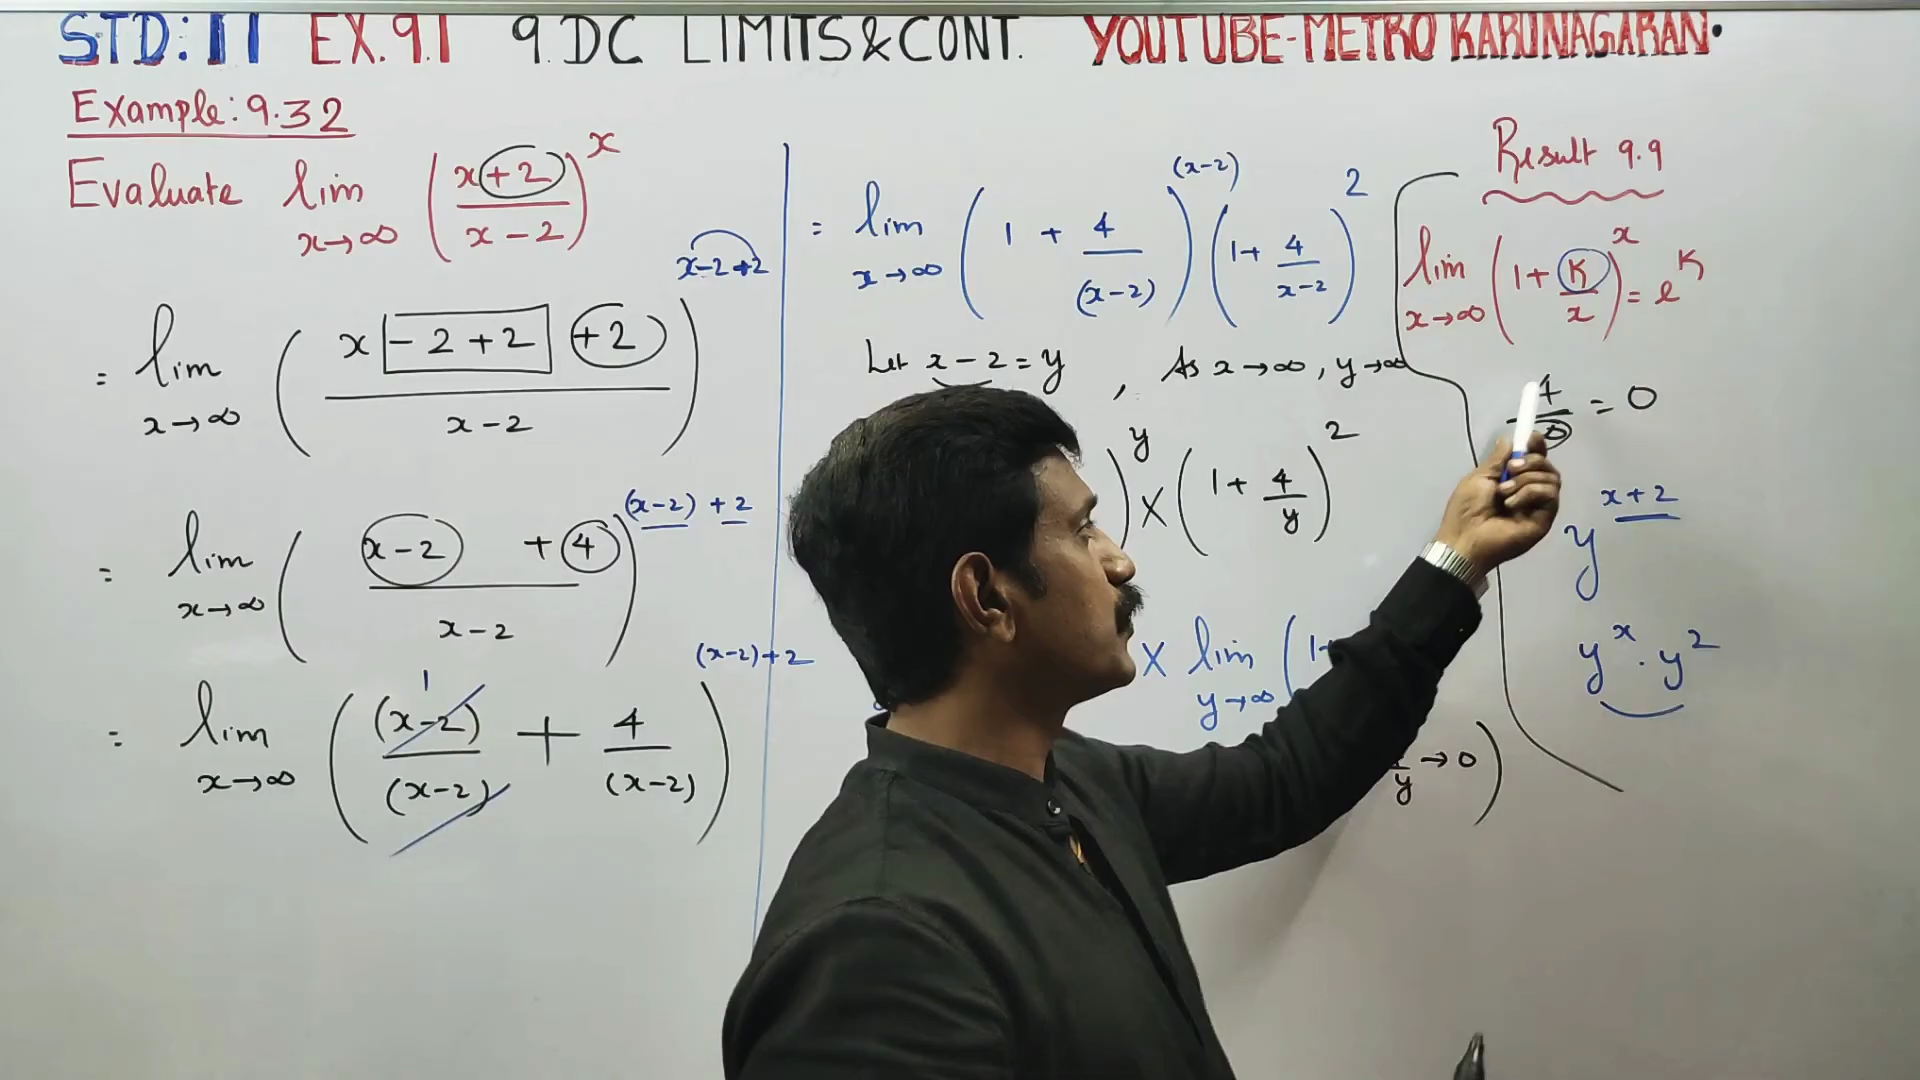 STD: 11 EX. 9.1 9. DC LIMITS & CONT. YOUTUBE-METRO KARUNAGARAN.
Example: 9.32
Evaluate lim x→∞ (x+2 / x-2)^x
= lim x→∞ (x -2+2 +2 / x-2)^x-2+2
= lim x→∞ (x-2 +4 / x-2)^(x-2)+2
= lim x→∞ ((x-2)/(x-2) 1 + 4/(x-2))^(x-2)+2
= lim x→∞ (1 + 4/(x-2))^(x-2) (1+ 4/x-2)^2
Let x-2 = y , As x→∞, y→∞
)^y × (1+ 4/y)^2
× lim y→∞ (1+
y →0)
Result 9.9
lim x→∞ (1+ K/x)^x = e^K
4/∞ = 0
y^x+2
y^x · y^2